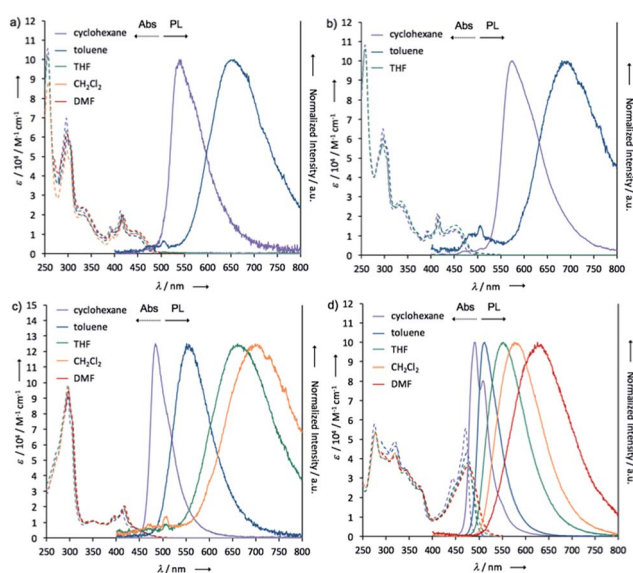 a)
cyclohexane
toluene
THF
CH2Cl2
DMF
Abs PL
10
9
8
7
6
5
4
3
2
1
0
ε / 10⁴ / M⁻¹ cm⁻¹
Normalized Intensity / a.u.
250 300 350 400 450 500 550 600 650 700 750 800
λ / nm
b)
cyclohexane
toluene
THF
Abs PL
12
11
10
9
8
7
6
5
4
3
2
1
0
ε / 10⁴ / M⁻¹ cm⁻¹
Normalized Intensity / a.u.
250 300 350 400 450 500 550 600 650 700 750 800
λ / nm
c)
cyclohexane
toluene
THF
CH2Cl2
DMF
Abs PL
15
13
12
11
10
9
8
7
6
5
4
3
2
1
0
ε / 10⁴ / M⁻¹ cm⁻¹
Normalized Intensity / a.u.
250 300 350 400 450 500 550 600 650 700 750 800
λ / nm
d)
cyclohexane
toluene
THF
CH2Cl2
DMF
Abs PL
12
10
9
8
7
6
5
4
3
2
1
0
ε / 10⁴ / M⁻¹ cm⁻¹
Normalized Intensity / a.u.
250 300 350 400 450 500 550 600 650 700 750 800
λ / nm